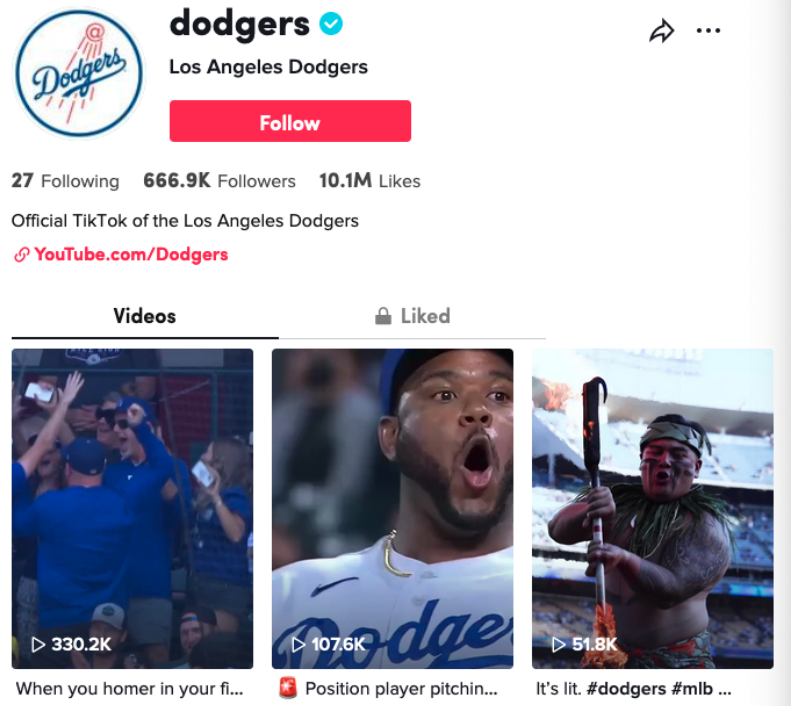 dodgers
Dodgers
Los Angeles Dodgers
Follow
27 Following 666.9K Followers 10.1M Likes
Official TikTok of the Los Angeles Dodgers
YouTube.com/Dodgers
Videos Liked
Dodge
330.2K 107.6K 51.8K
When you homer in your fi... 🚨 Position player pitchin... It's lit. #dodgers #mlb ...